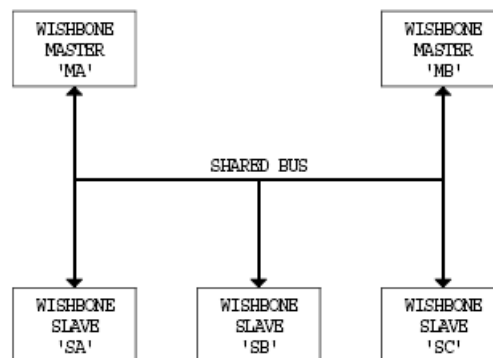 WISHBONE
MASTER
'MA'
WISHBONE
MASTER
'MB'
SHARED BUS
WISHBONE
SLAVE
'SA'
WISHBONE
SLAVE
'SB'
WISHBONE
SLAVE
'SC'